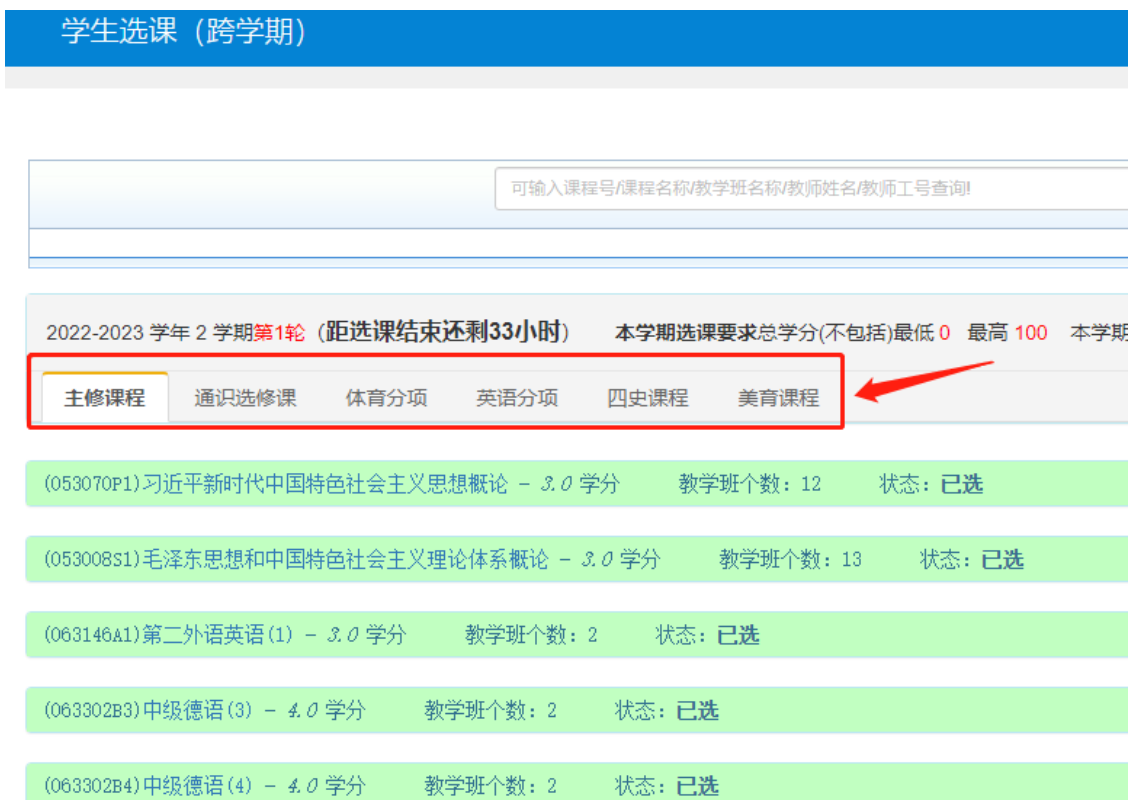 学生选课（跨学期）
可输入课程号/课程名称/教学班名称/教师姓名/教师工号查询!
2022-2023 学年 2 学期第1轮（距选课结束还剩33小时） 本学期选课要求总学分(不包括)最低 0 最高 100 本学期
主修课程 通识选修课 体育分项 英语分项 四史课程 美育课程
(053070P1)习近平新时代中国特色社会主义思想概论 - 3.0 学分 教学班个数: 12 状态: 已选
(053008S1)毛泽东思想和中国特色社会主义理论体系概论 - 3.0 学分 教学班个数: 13 状态: 已选
(063146A1)第二外语英语(1) - 3.0 学分 教学班个数: 2 状态: 已选
(063302B3)中级德语(3) - 4.0 学分 教学班个数: 2 状态: 已选
(063302B4)中级德语(4) - 4.0 学分 教学班个数: 2 状态: 已选